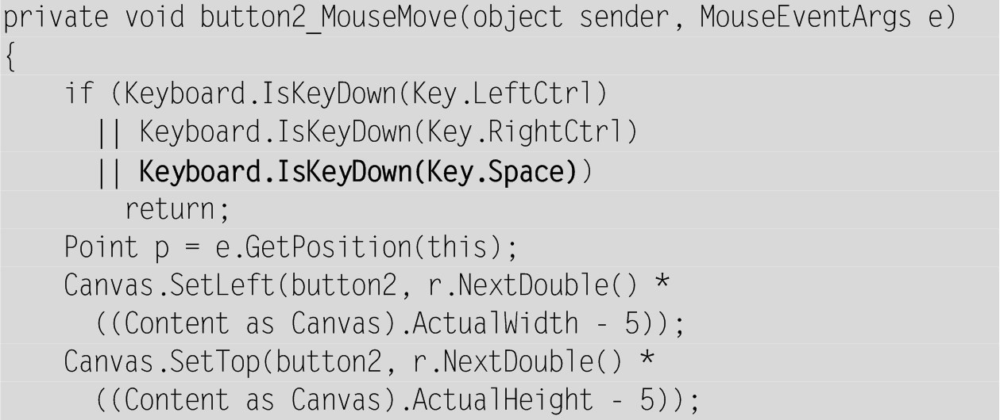 private void button2_MouseMove(object sender, MouseEventArgs e)
{
    if (Keyboard.IsKeyDown(Key.LeftCtrl)
      || Keyboard.IsKeyDown(Key.RightCtrl)
      || Keyboard.IsKeyDown(Key.Space))
        return;
    Point p = e.GetPosition(this);
    Canvas.SetLeft(button2, r.NextDouble() *
      ((Content as Canvas).ActualWidth - 5));
    Canvas.SetTop(button2, r.NextDouble() *
      ((Content as Canvas).ActualHeight - 5));